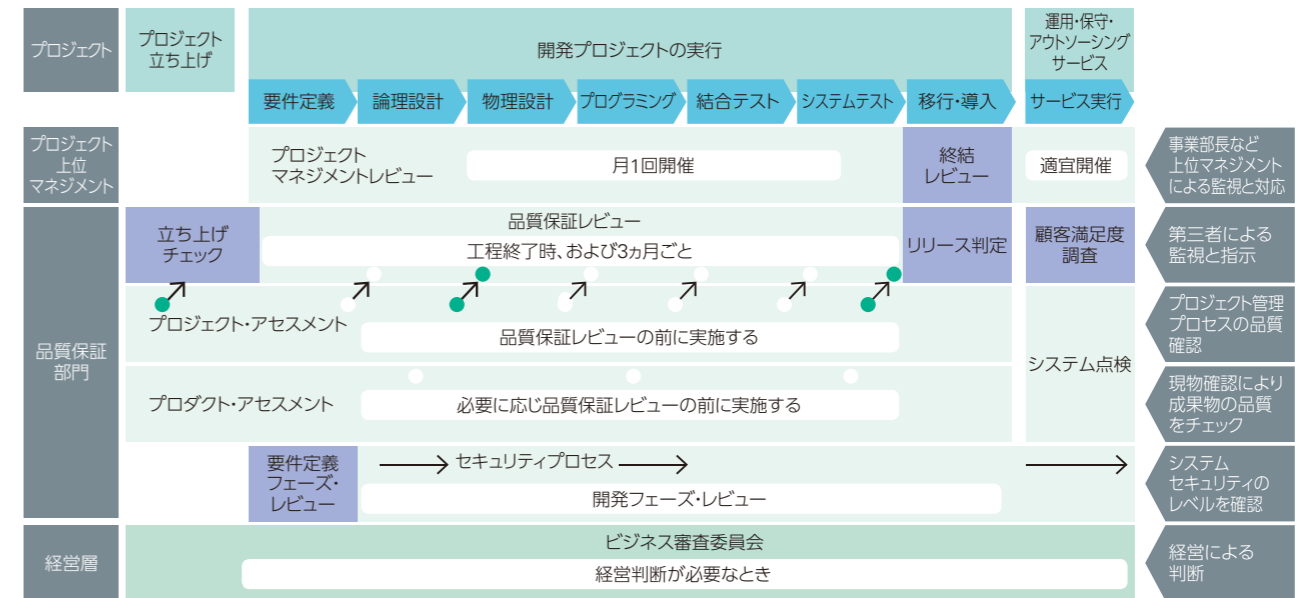 プロジェクト
プロジェクト
立ち上げ
開発プロジェクトの実行
運用・保守・
アウトソーシング
サービス
要件定義
論理設計
物理設計
プログラミング
結合テスト
システムテスト
移行・導入
サービス実行
プロジェクト
上位
マネジメント
プロジェクト
マネジメントレビュー
月1回開催
終結
レビュー
適宜開催
事業部長など
上位マネジメント
による監視と対応
品質保証
部門
立ち上げ
チェック
品質保証レビュー
工程終了時、および3ヵ月ごと
リリース判定
顧客満足度
調査
第三者による
監視と指示
プロジェクト・アセスメント
品質保証レビューの前に実施する
システム点検
プロジェクト管理
プロセスの品質
確認
プロダクト・アセスメント
必要に応じ品質保証レビューの前に実施する
現物確認により
成果物の品質
をチェック
要件定義
フェーズ・
レビュー
セキュリティプロセス
開発フェーズ・レビュー
システム
セキュリティの
レベルを確認
経営層
ビジネス審査委員会
経営判断が必要なとき
経営による
判断